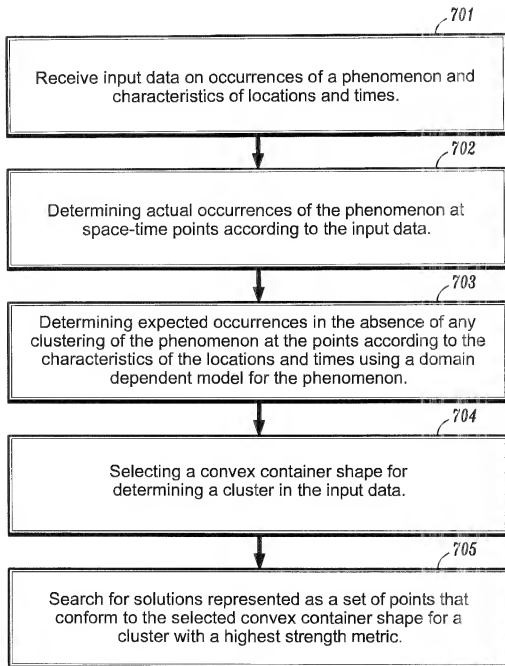 701
Receive input data on occurrences of a phenomenon and
characteristics of locations and times.
702
Determining actual occurrences of the phenomenon at
space-time points according to the input data.
703
Determining expected occurrences in the absence of any
clustering of the phenomenon at the points according to the
characteristics of the locations and times using a domain
dependent model for the phenomenon.
704
Selecting a convex container shape for
determining a cluster in the input data.
705
Search for solutions represented as a set of points that
conform to the selected convex container shape for a
cluster with a highest strength metric.